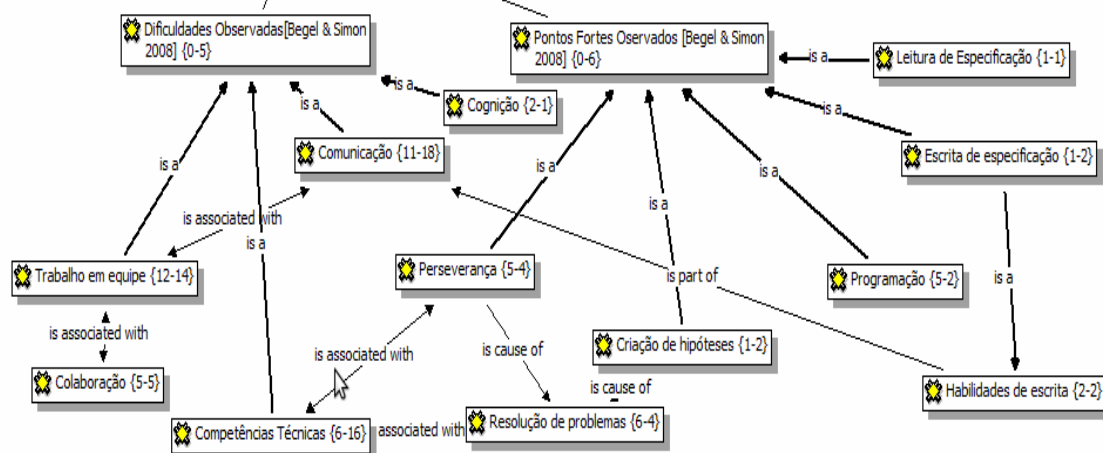 Dificuldades Observadas[Begel & Simon
2008] {0-5}
Pontos Fortes Oservados [Begel & Simon
2008] {0-6}
is a
Leitura de Especificação {1-1}
is a
Cognição {2-1}
is a
is a
Comunicação {11-18}
Escrita de especificação {1-2}
is a
is a
is a
is associated with
is a
is a
Trabalho em equipe {12-14}
Perseverança {5-4}
is part of
Programação {5-2}
is a
is associated with
is associated with
is cause of
Criação de hipóteses {1-2}
Colaboração {5-5}
is cause of
Habilidades de escrita {2-2}
Competências Técnicas {6-16}
associated with
Resolução de problemas {6-4}